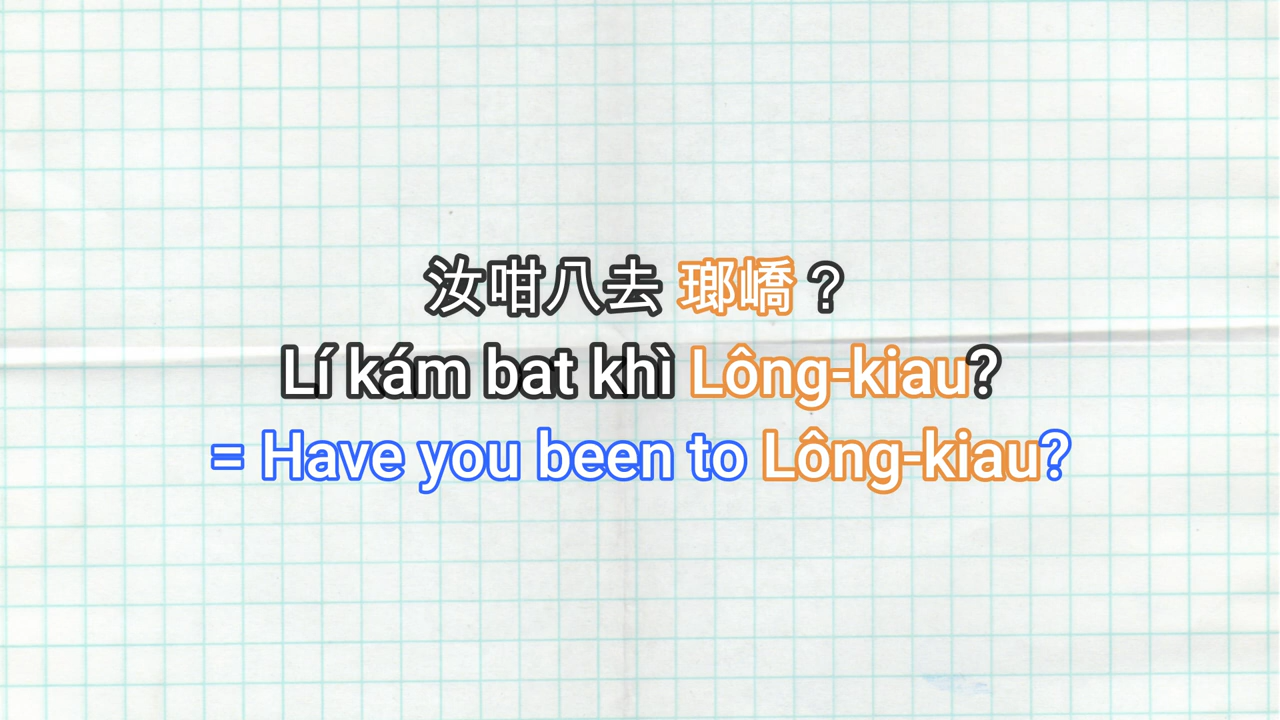 汝咁八去 瑯嶠？
Lí kám bat khì Lông-kiau?
= Have you been to Lông-kiau?